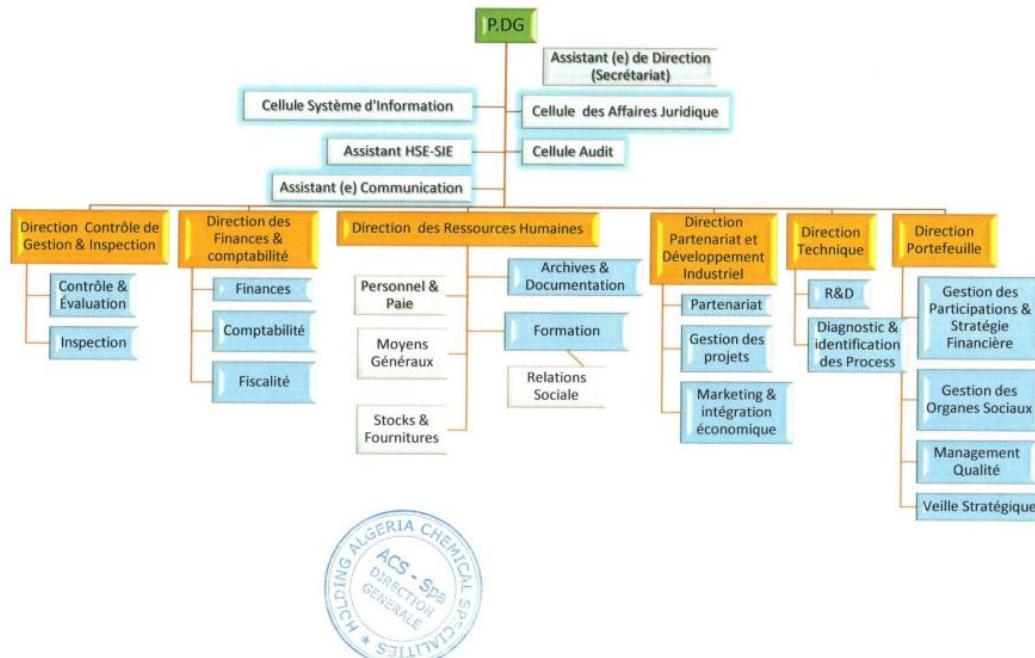 P.DG
Assistant (e) de Direction
(Secrétariat)
Cellule Système d'Information
Cellule des Affaires Juridique
Assistant HSE-SIE
Cellule Audit
Assistant (e) Communication
Direction Contrôle de
Gestion & Inspection
Contrôle &
Évaluation
Inspection
Direction des
Finances &
comptabilité
Finances
Comptabilité
Fiscalité
Direction des Ressources Humaines
Personnel &
Paie
Archives &
Documentation
Moyens
Généraux
Formation
Relations
Sociale
Stocks &
Fournitures
Direction
Partenariat et
Développement
Industriel
Partenariat
Gestion des
projets
Marketing &
intégration
économique
Direction
Technique
R&D
Diagnostic &
identification
des Process
Direction
Portefeuille
Gestion des
Participations &
Stratégie
Financière
Gestion des
Organes Sociaux
Management
Qualité
Veille Stratégique
HOLDING ALGERIA CHEMICAL SPECIALITIES
ACS - Spa
DIRECTION
GENERALE